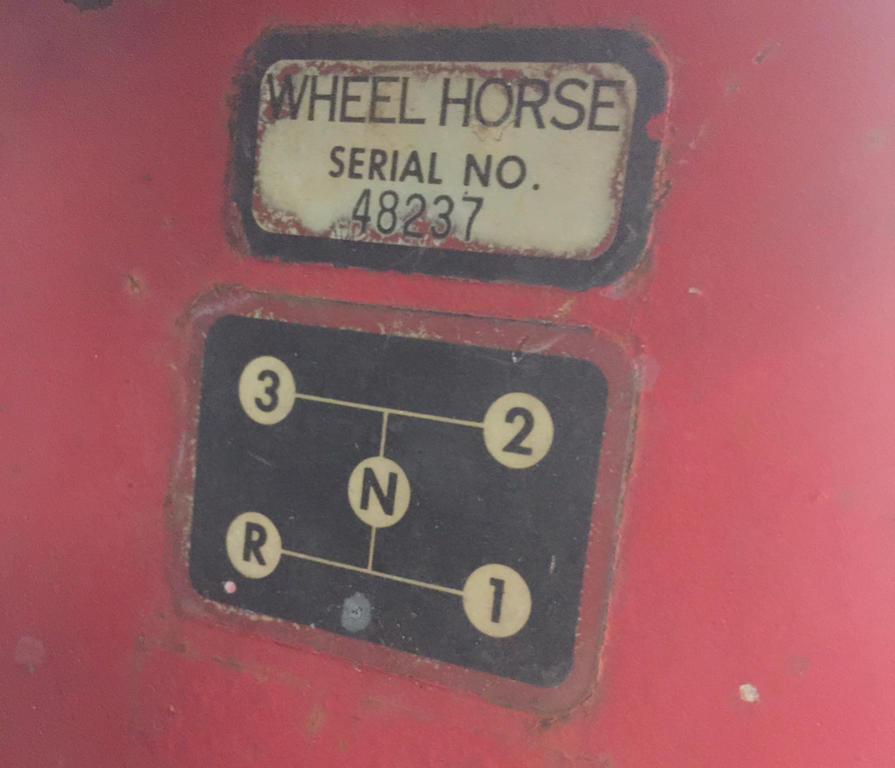 WHEEL HORSE
SERIAL NO.
48237
3 2
N
R 1